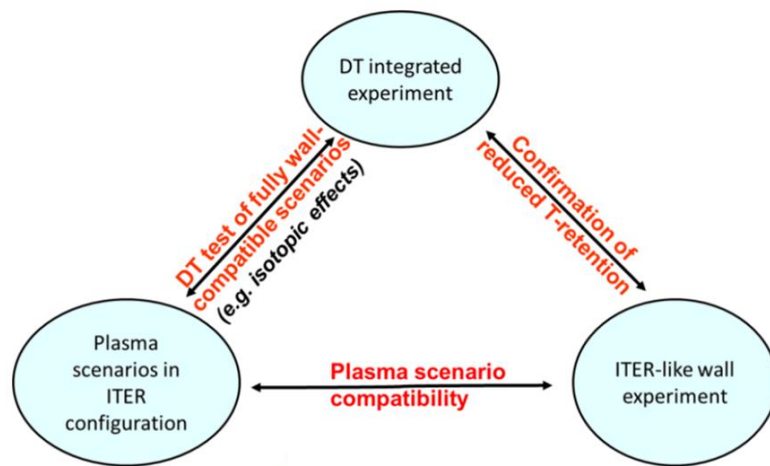 DT integrated
experiment
DT test of fully wall-
compatible scenarios
(e.g. isotopic effects)
Confirmation of
reduced T-retention
Plasma
scenarios in
ITER
configuration
Plasma scenario
compatibility
ITER-like wall
experiment